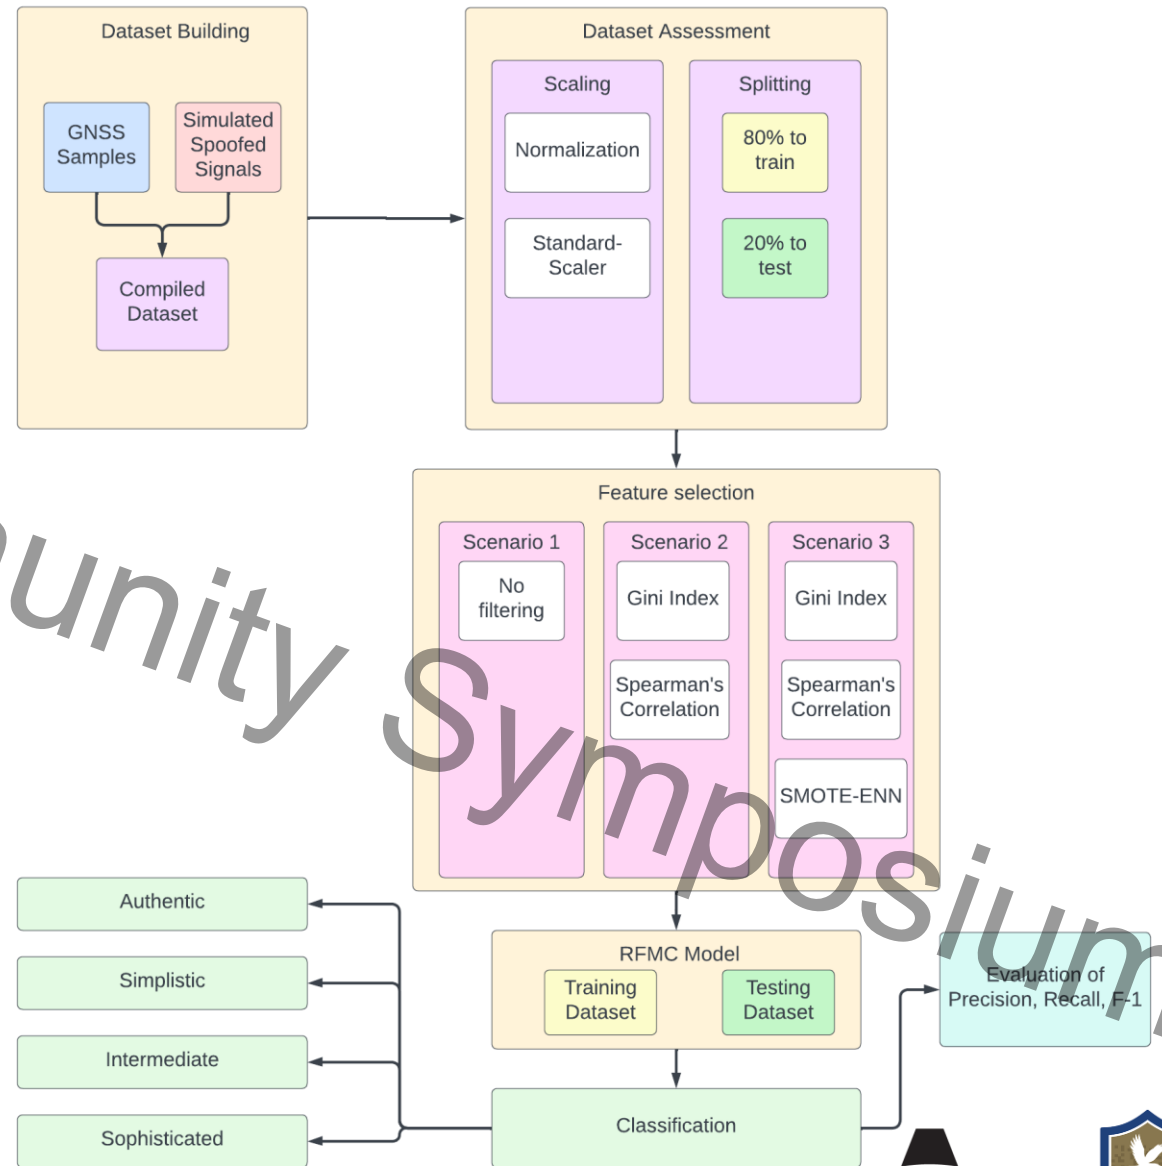 Dataset Building
GNSS
Samples
Simulated
Spoofed
Signals
Compiled
Dataset
Dataset Assessment
Scaling
Normalization
Standard-
Scaler
Splitting
80% to
train
20% to
test
Feature selection
Scenario 1
No
filtering
Scenario 2
Gini Index
Spearman's
Correlation
Scenario 3
Gini Index
Spearman's
Correlation
SMOTE-ENN
RFMC Model
Training
Dataset
Testing
Dataset
Classification
Authentic
Simplistic
Intermediate
Sophisticated
Evaluation of
Precision, Recall, F-1
unity Symposium